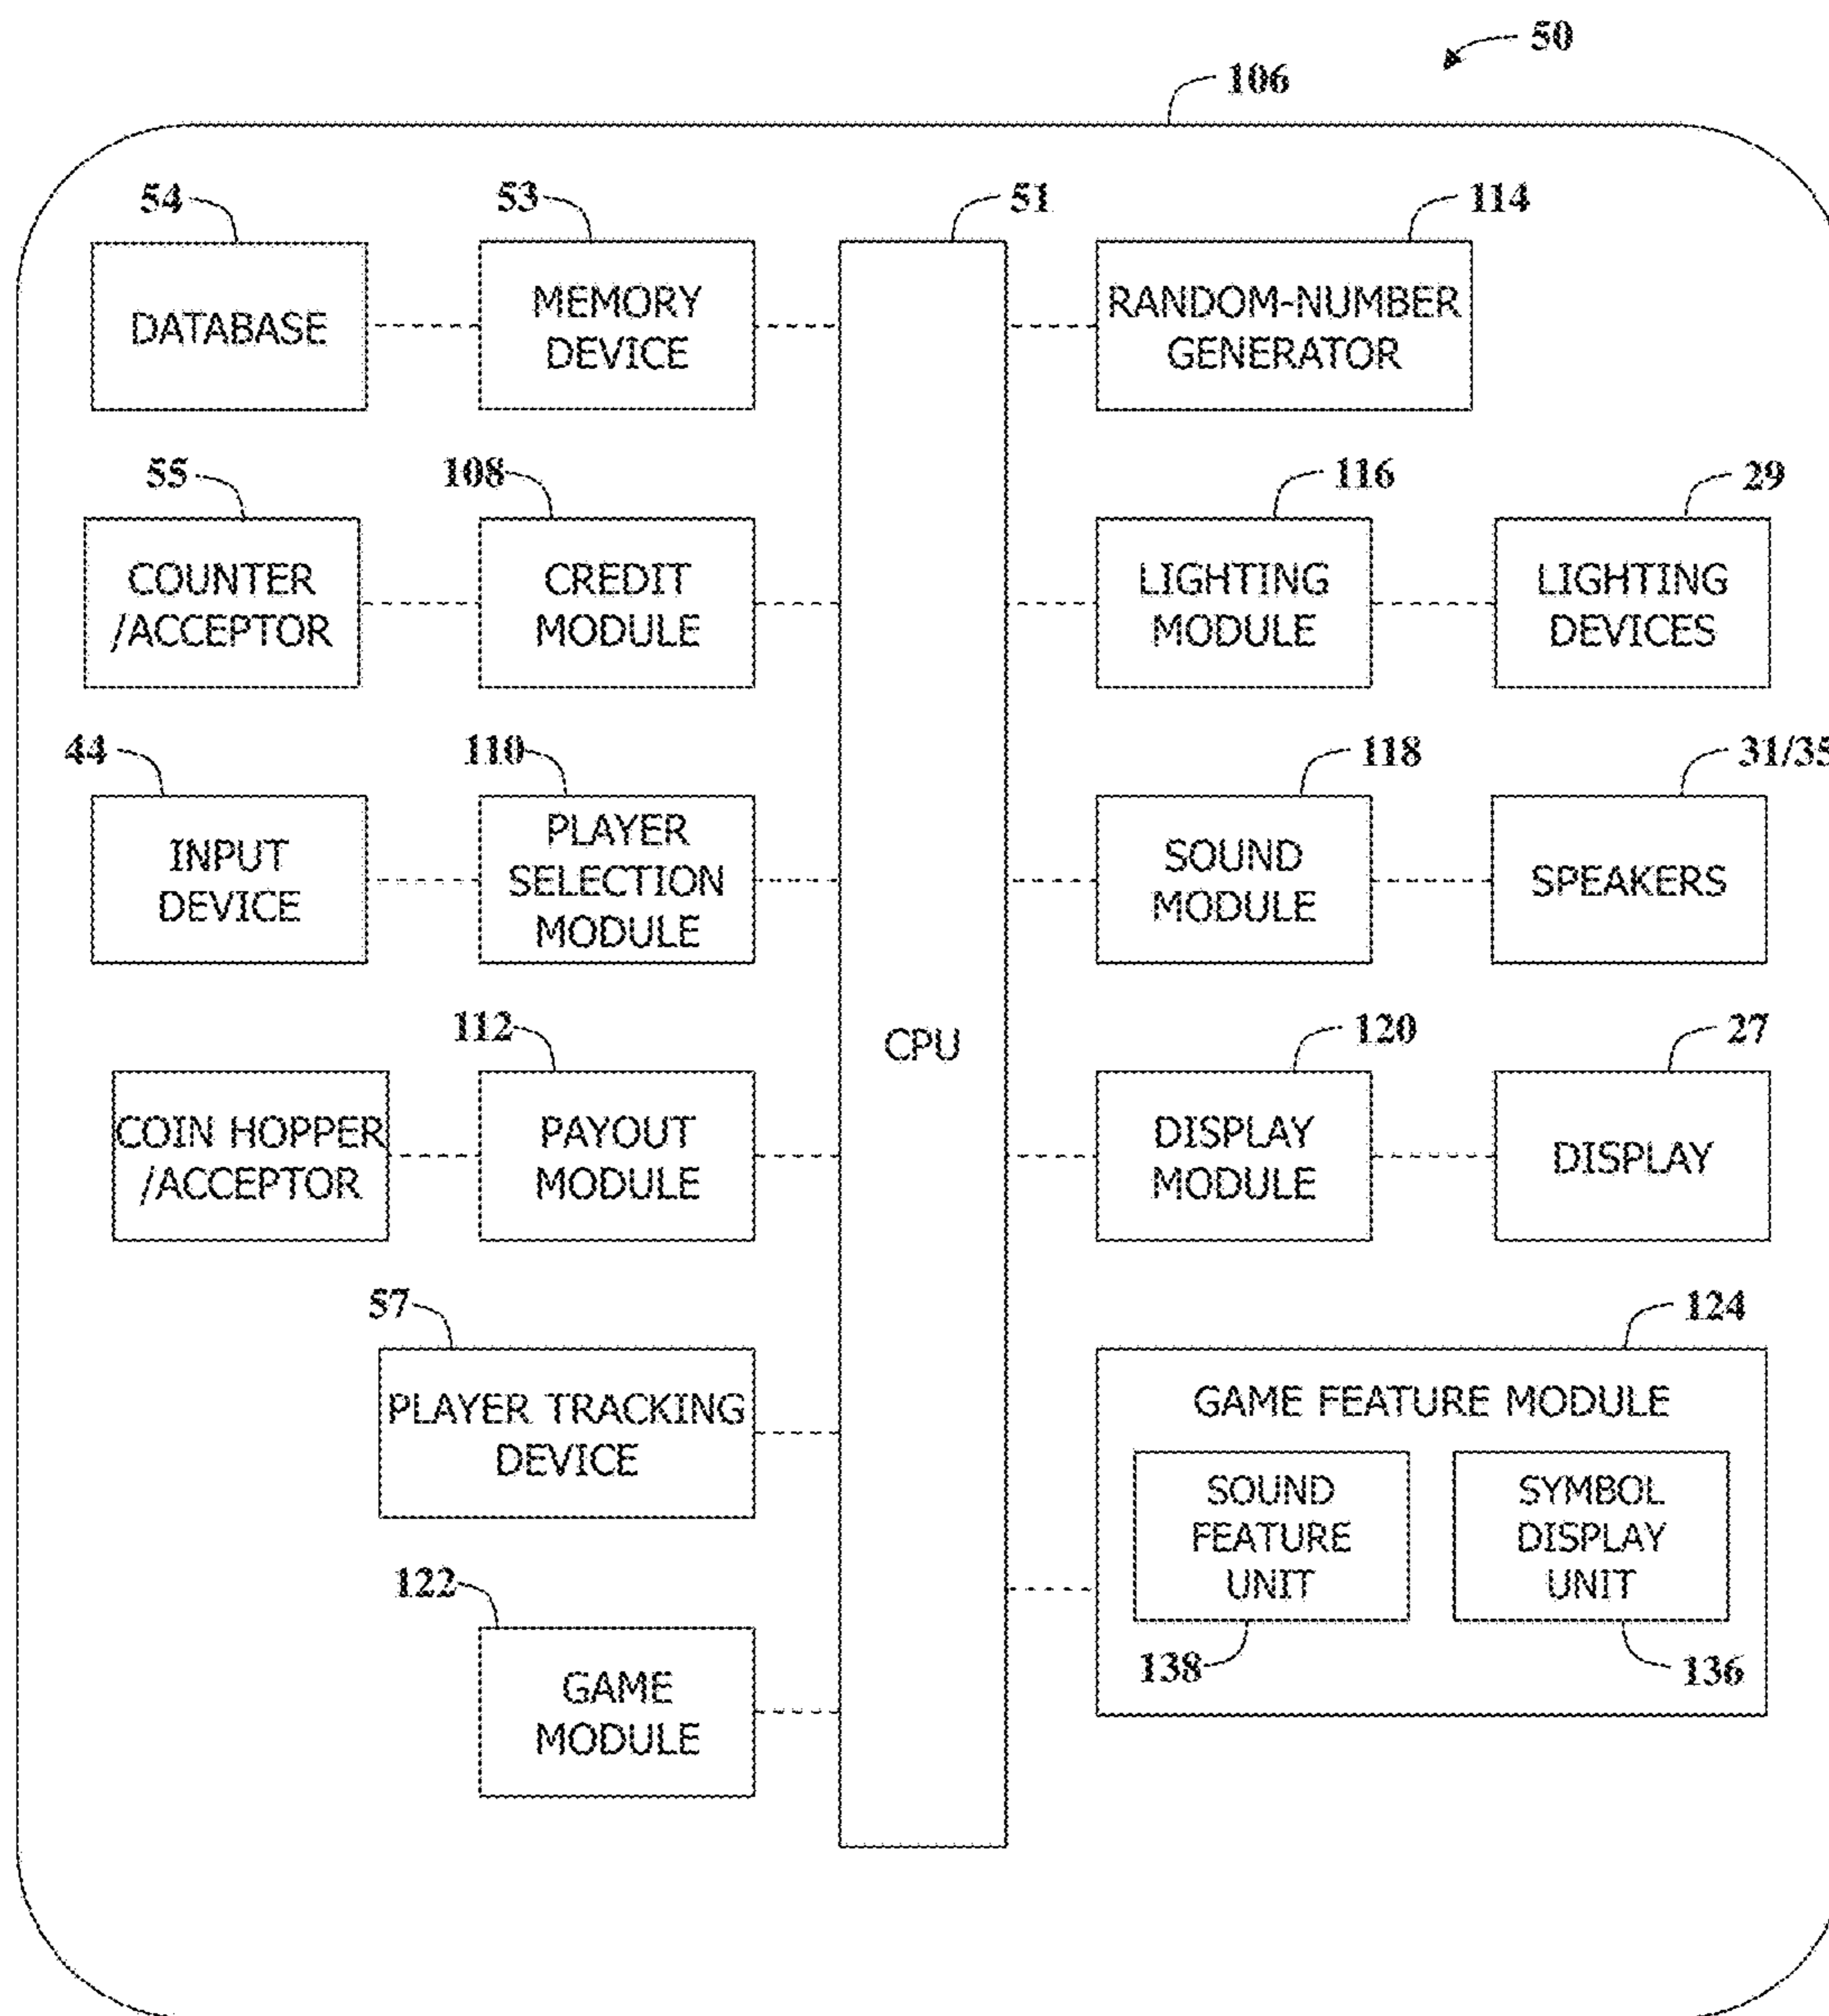 50
106
54
53
51
114
DATABASE
MEMORY
DEVICE
RANDOM-NUMBER
GENERATOR
55
108
116
29
COUNTER
/ACCEPTOR
CREDIT
MODULE
LIGHTING
MODULE
LIGHTING
DEVICES
44
110
118
31/35
INPUT
DEVICE
PLAYER
SELECTION
MODULE
SOUND
MODULE
SPEAKERS
CPU
112
120
27
COIN HOPPER
/ACCEPTOR
PAYOUT
MODULE
DISPLAY
MODULE
DISPLAY
57
124
PLAYER TRACKING
DEVICE
GAME FEATURE MODULE
SOUND
FEATURE
UNIT
SYMBOL
DISPLAY
UNIT
138
136
122
GAME
MODULE